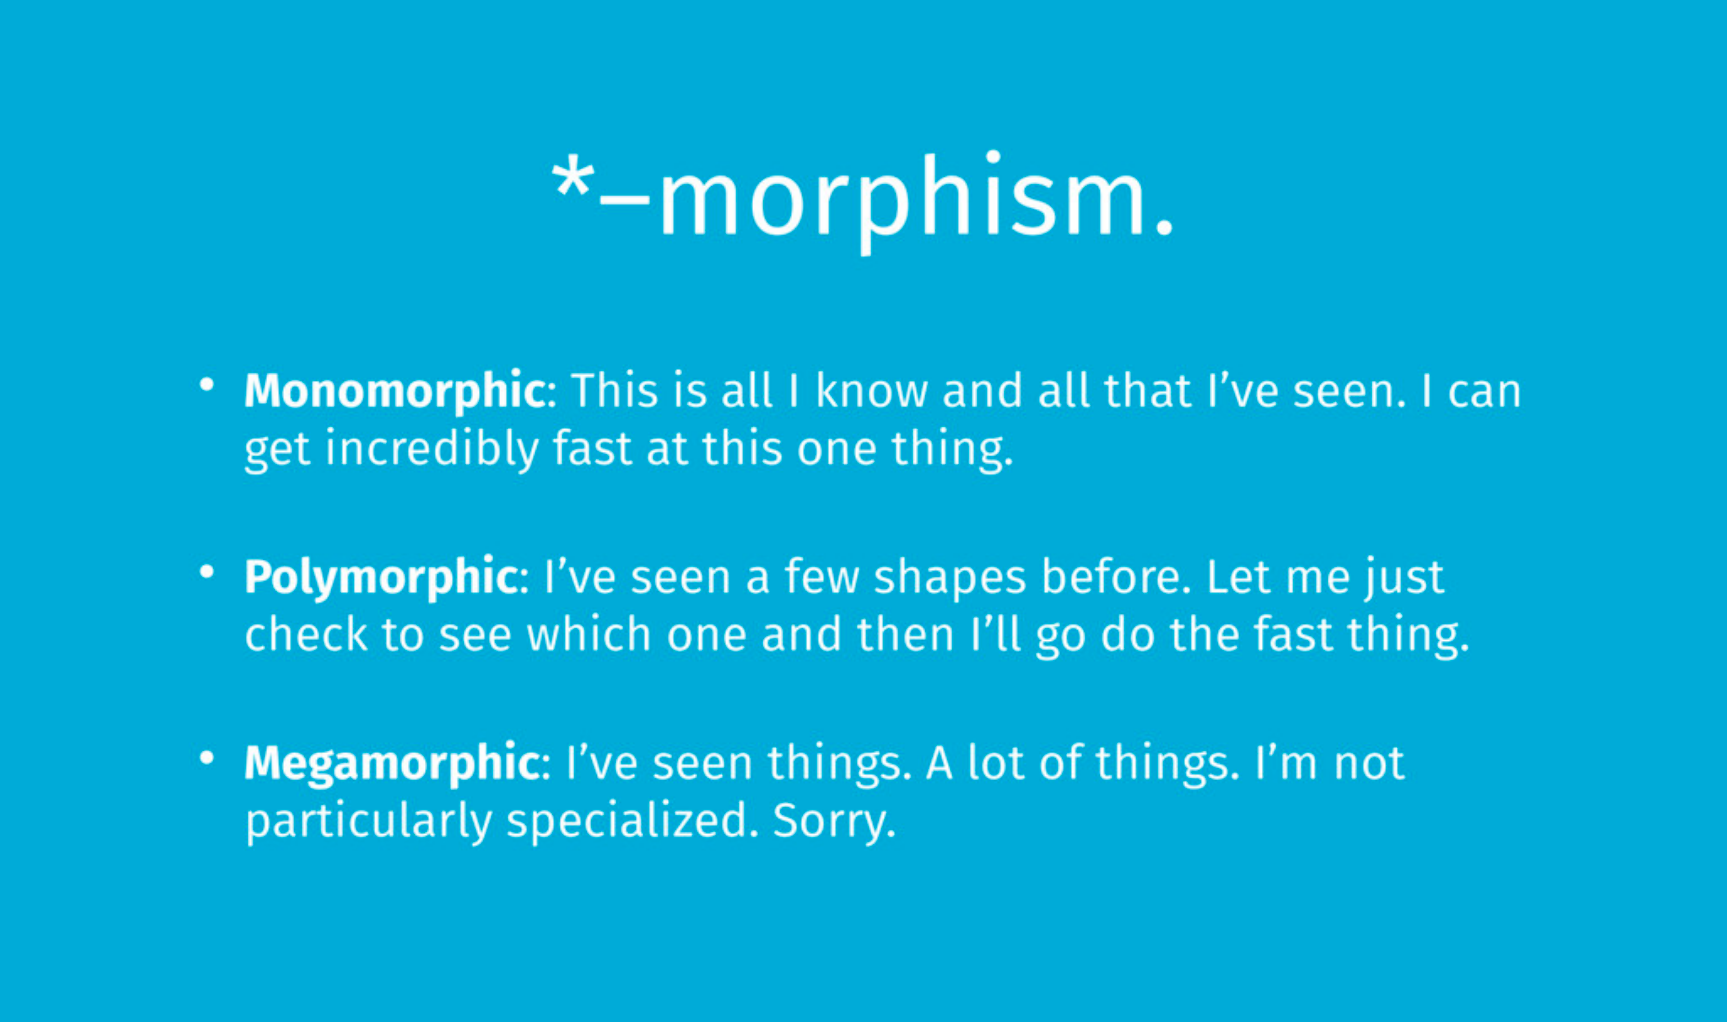 *–morphism.
• Monomorphic: This is all I know and all that I’ve seen. I can
get incredibly fast at this one thing.
• Polymorphic: I’ve seen a few shapes before. Let me just
check to see which one and then I’ll go do the fast thing.
• Megamorphic: I’ve seen things. A lot of things. I’m not
particularly specialized. Sorry.